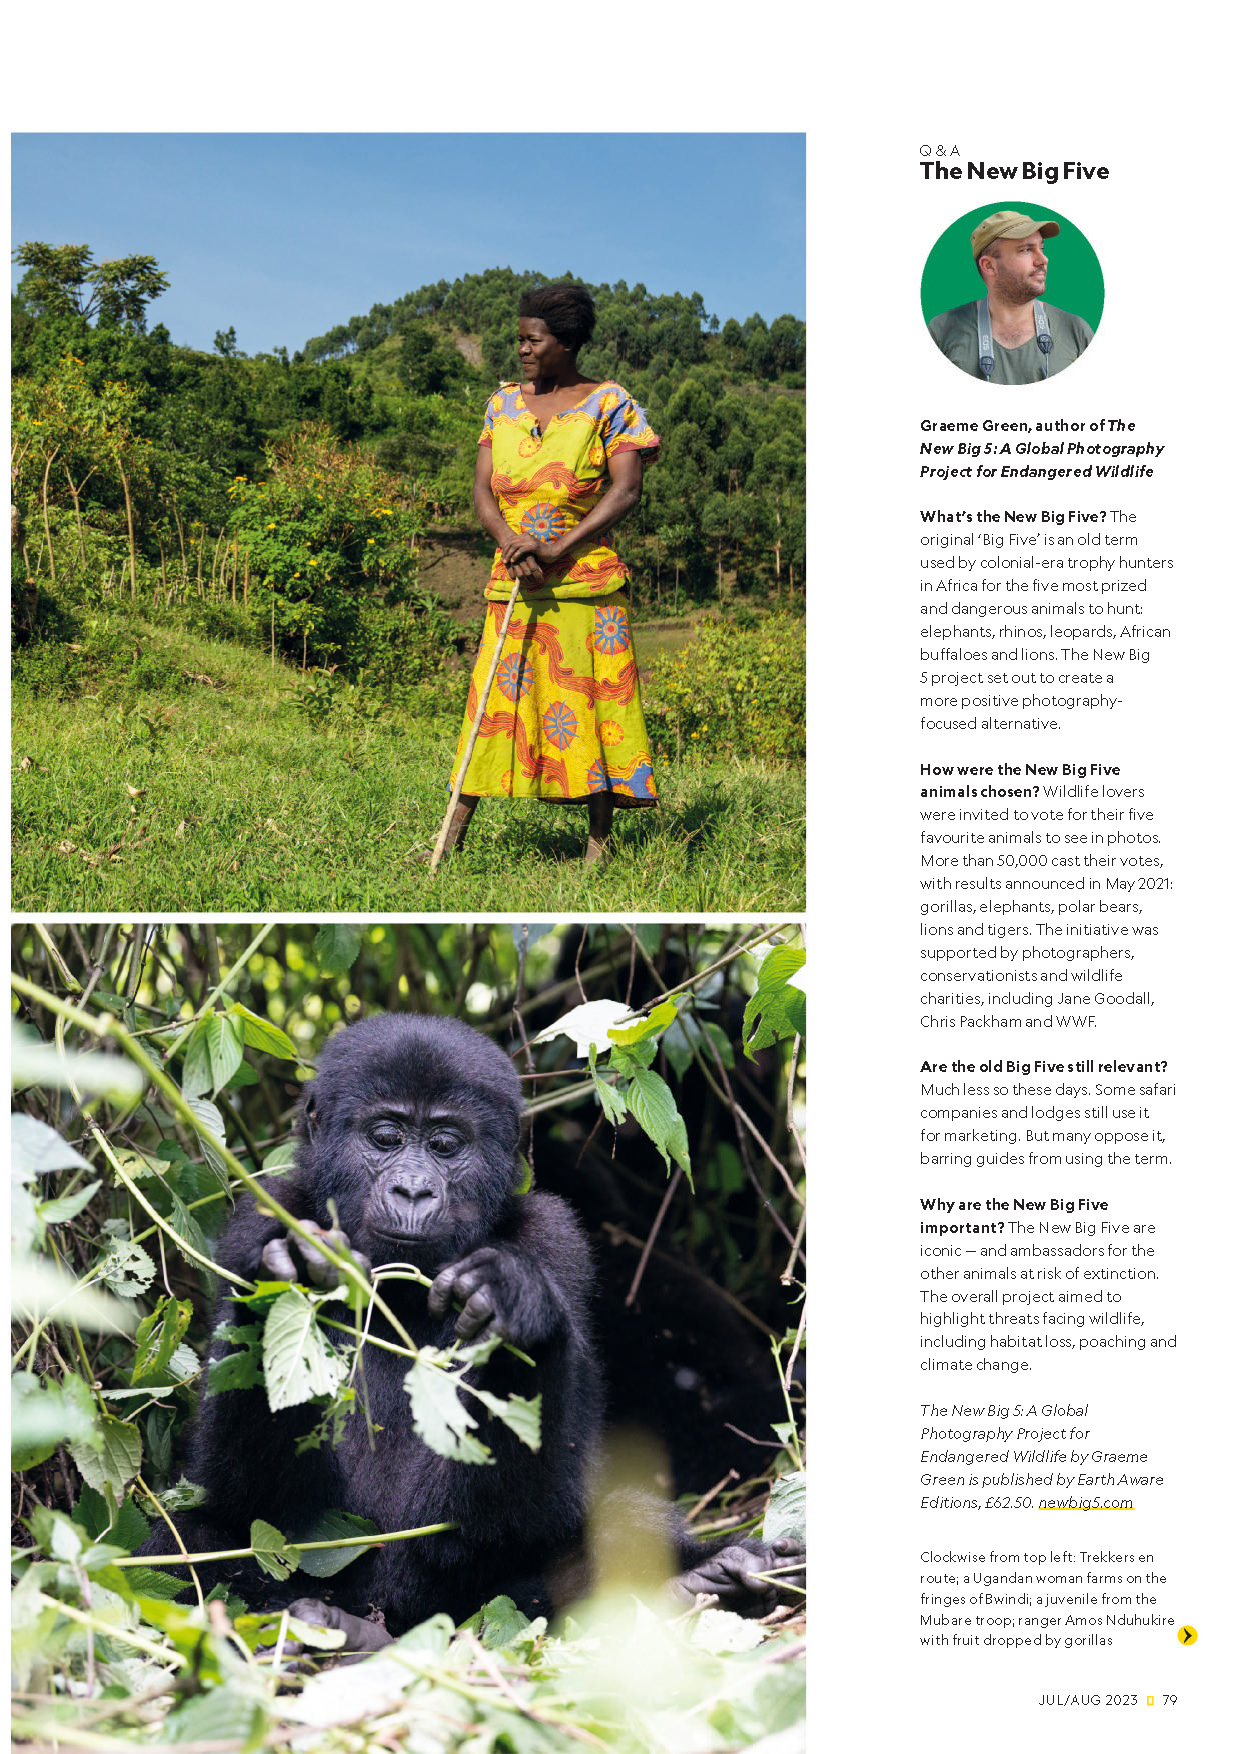 Q & A
The New Big Five
Graeme Green, author of The
New Big 5: A Global Photography
Project for Endangered Wildlife
What's the New Big Five? The
original 'Big Five' is an old term
used by colonial-era trophy hunters
in Africa for the five most prized
and dangerous animals to hunt:
elephants, rhinos, leopards, African
buffaloes and lions. The New Big
5 project set out to create a
more positive photography-
focused alternative.
How were the New Big Five
animals chosen? Wildlife lovers
were invited to vote for their five
favourite animals to see in photos.
More than 50,000 cast their votes,
with results announced in May 2021:
gorillas, elephants, polar bears,
lions and tigers. The initiative was
supported by photographers,
conservationists and wildlife
charities, including Jane Goodall,
Chris Packham and WWF.
Are the old Big Five still relevant?
Much less so these days. Some safari
companies and lodges still use it
for marketing. But many oppose it,
barring guides from using the term.
Why are the New Big Five
important? The New Big Five are
iconic — and ambassadors for the
other animals at risk of extinction.
The overall project aimed to
highlight threats facing wildlife,
including habitat loss, poaching and
climate change.
The New Big 5: A Global
Photography Project for
Endangered Wildlife by Graeme
Green is published by Earth Aware
Editions, £62.50. newbig5.com
Clockwise from top left: Trekkers en
route; a Ugandan woman farms on the
fringes of Bwindi; a juvenile from the
Mubare troop; ranger Amos Nduhukire
with fruit dropped by gorillas
JUL/AUG 2023 79